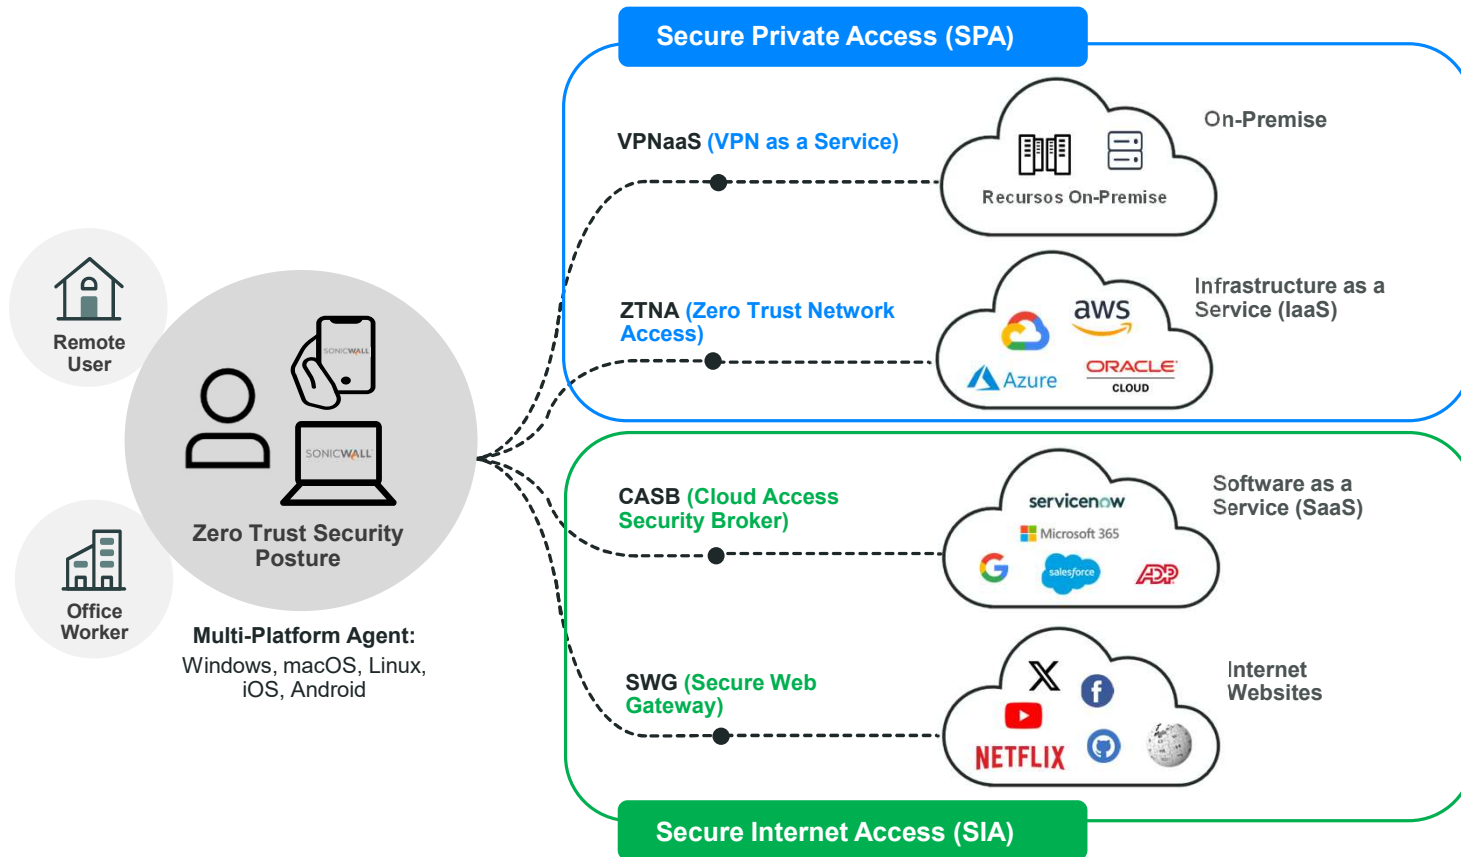 Secure Private Access (SPA)
VPNaaS (VPN as a Service)
On-Premise
Recursos On-Premise
ZTNA (Zero Trust Network
Access)
Infrastructure as a
Service (IaaS)
aws
Azure
ORACLE
CLOUD
Remote
User
SONICWALL
SONICWALL
Zero Trust Security
Posture
Office
Worker
Multi-Platform Agent:
Windows, macOS, Linux,
iOS, Android
CASB (Cloud Access
Security Broker)
Software as a
Service (SaaS)
servicenow
Microsoft 365
G
salesforce
ADP
SWG (Secure Web
Gateway)
Internet
Websites
X
f
NETFLIX
Secure Internet Access (SIA)